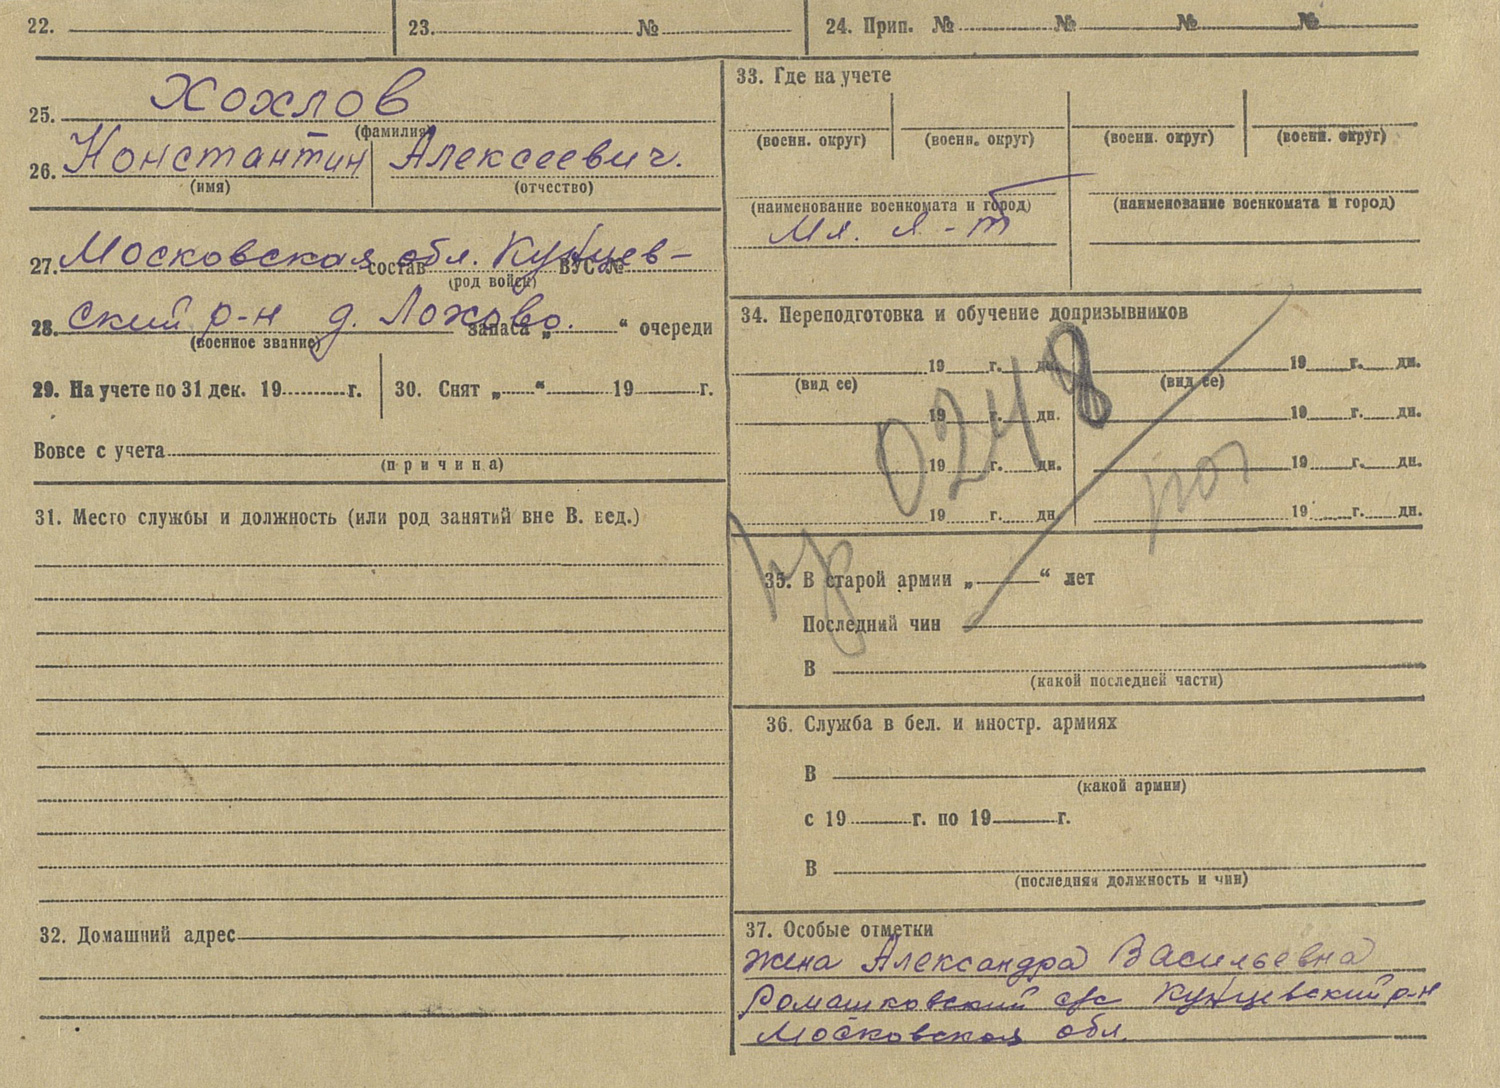 22.
23. №
24. Прип. № № № №
25. Хохлов
(фамилия)
26. Константин Алексеевич.
(имя) (отчество)
27. Московская обл. Кунцев-
состав ВУС №
(род войск)
28. ский р-н д. Лохово.
запаса „ “ очереди
(военное звание)
29. На учете по 31 дек. 19 г.
30. Снят „ “ 19 г.
Вовсе с учета
(причина)
31. Место службы и должность (или род занятий вне В. вед.)
32. Домашний адрес
33. Где на учете
(воени. округ) (воени. округ) (воени. округ) (воени. округ)
(наименование военкомата и город) (наименование военкомата и город)
Мл. л-т
34. Переподготовка и обучение допризывников
19 г. дн. 19 г. дн.
(вид ее) (вид ее)
19 г. дн. 19 г. дн.
19 г. дн. 19 г. дн.
19 г. дн. 19 г. дн.
0248
35. В старой армии „ “ лет
Последний чин
В
(какой последней части)
36. Служба в бел. и иностр. армиях
В
(какой армии)
с 19 г. по 19 г.
В
(последняя должность и чин)
37. Особые отметки
жена Александра Васильевна
Ромашковский с/с Кунцевский р-н
Московская обл.